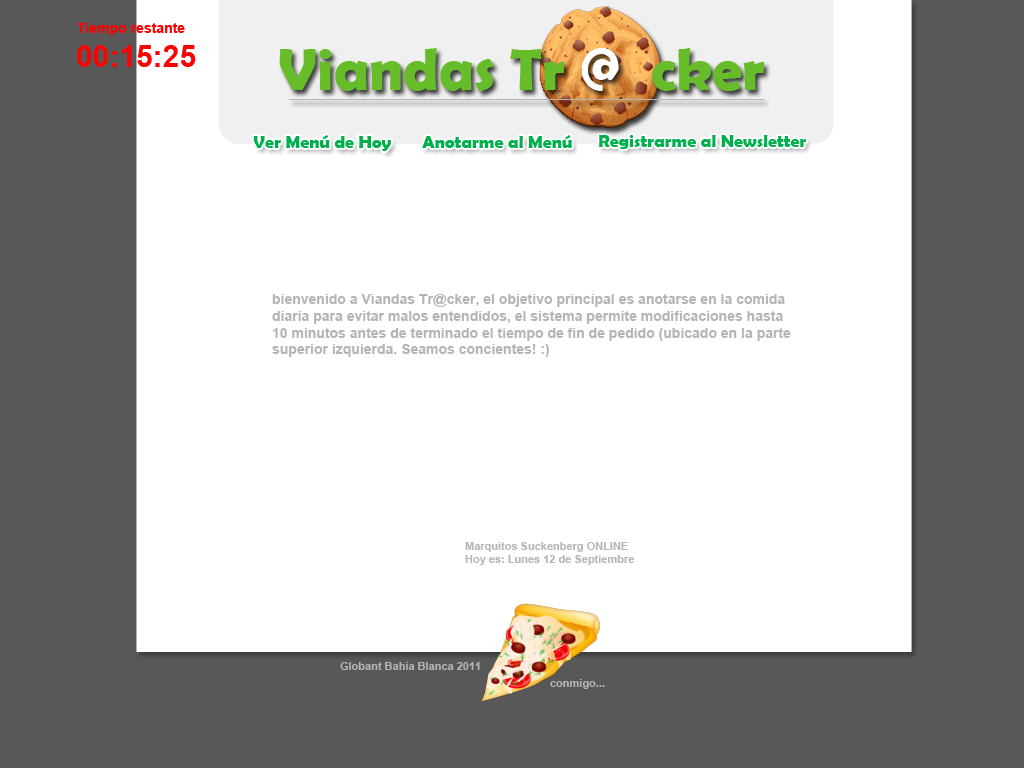 Tiempo restante
00:15:25
Viandas Tr@cker
Ver Menú de Hoy
Anotarme al Menú
Registrarme al Newsletter
bienvenido a Viandas Tr@cker, el objetivo principal es anotarse en la comida
diaria para evitar malos entendidos, el sistema permite modificaciones hasta
10 minutos antes de terminado el tiempo de fin de pedido (ubicado en la parte
superior izquierda. Seamos concientes! :)
Marquitos Suckenberg ONLINE
Hoy es: Lunes 12 de Septiembre
Globant Bahia Blanca 2011
conmigo...